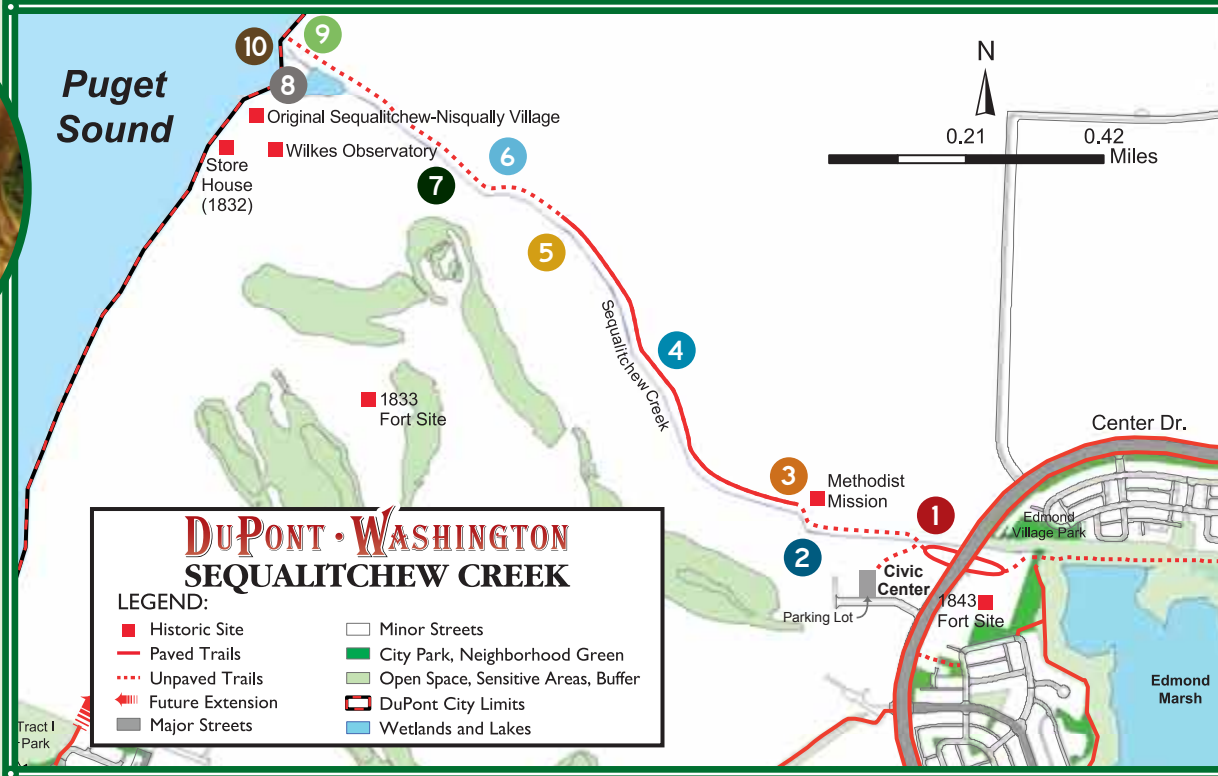 10
9
8
Puget
Sound
Original Sequalitchew-Nisqually Village
Store
House
(1832)
Wilkes Observatory
6
7
5
N
0.21
0.42
Miles
Sequalitchew Creek
4
1833
Fort Site
Center Dr.
3
Methodist
Mission
1
2
Edmond
Village Park
Civic
Center
Parking Lot
1843
Fort Site
Edmond
Marsh
Tract I
Park
DUPONT · WASHINGTON
SEQUALITCHEW CREEK
LEGEND:
Historic Site
Paved Trails
Unpaved Trails
Future Extension
Major Streets
Minor Streets
City Park, Neighborhood Green
Open Space, Sensitive Areas, Buffer
DuPont City Limits
Wetlands and Lakes